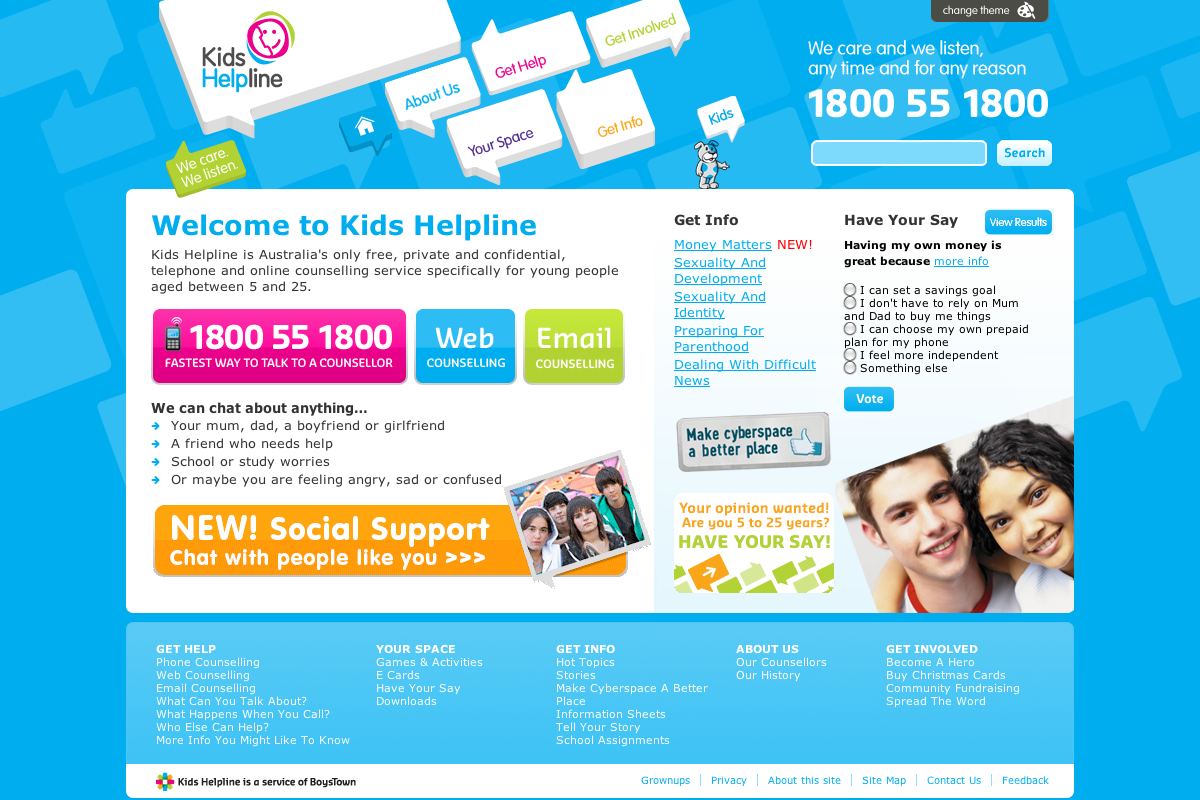 change theme
Kids
Helpline
We care.
We listen.
About Us
Get Help
Get Involved
Your Space
Get Info
Kids
We care and we listen,
any time and for any reason
1800 55 1800
Search
Welcome to Kids Helpline
Kids Helpline is Australia's only free, private and confidential,
telephone and online counselling service specifically for young people
aged between 5 and 25.
1800 55 1800
FASTEST WAY TO TALK TO A COUNSELLOR
Web
COUNSELLING
Email
COUNSELLING
We can chat about anything...
Your mum, dad, a boyfriend or girlfriend
A friend who needs help
School or study worries
Or maybe you are feeling angry, sad or confused
NEW! Social Support
Chat with people like you >>>
Get Info
Money Matters NEW!
Sexuality And
Development
Sexuality And
Identity
Preparing For
Parenthood
Dealing With Difficult
News
Make cyberspace
a better place
Your opinion wanted!
Are you 5 to 25 years?
HAVE YOUR SAY!
Have Your Say
View Results
Having my own money is
great because more info
I can set a savings goal
I don't have to rely on Mum
and Dad to buy me things
I can choose my own prepaid
plan for my phone
I feel more independent
Something else
Vote
GET HELP
Phone Counselling
Web Counselling
Email Counselling
What Can You Talk About?
What Happens When You Call?
Who Else Can Help?
More Info You Might Like To Know
YOUR SPACE
Games & Activities
E Cards
Have Your Say
Downloads
GET INFO
Hot Topics
Stories
Make Cyberspace A Better
Place
Information Sheets
Tell Your Story
School Assignments
ABOUT US
Our Counsellors
Our History
GET INVOLVED
Become A Hero
Buy Christmas Cards
Community Fundraising
Spread The Word
Kids Helpline is a service of BoysTown
Grownups
Privacy
About this site
Site Map
Contact Us
Feedback